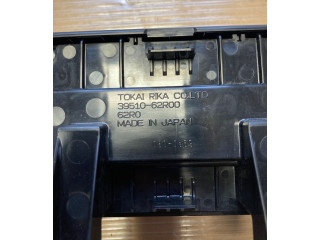 TOKAI RIKA CO.,LTD
39510-62R00
62R0
MADE IN JAPAN